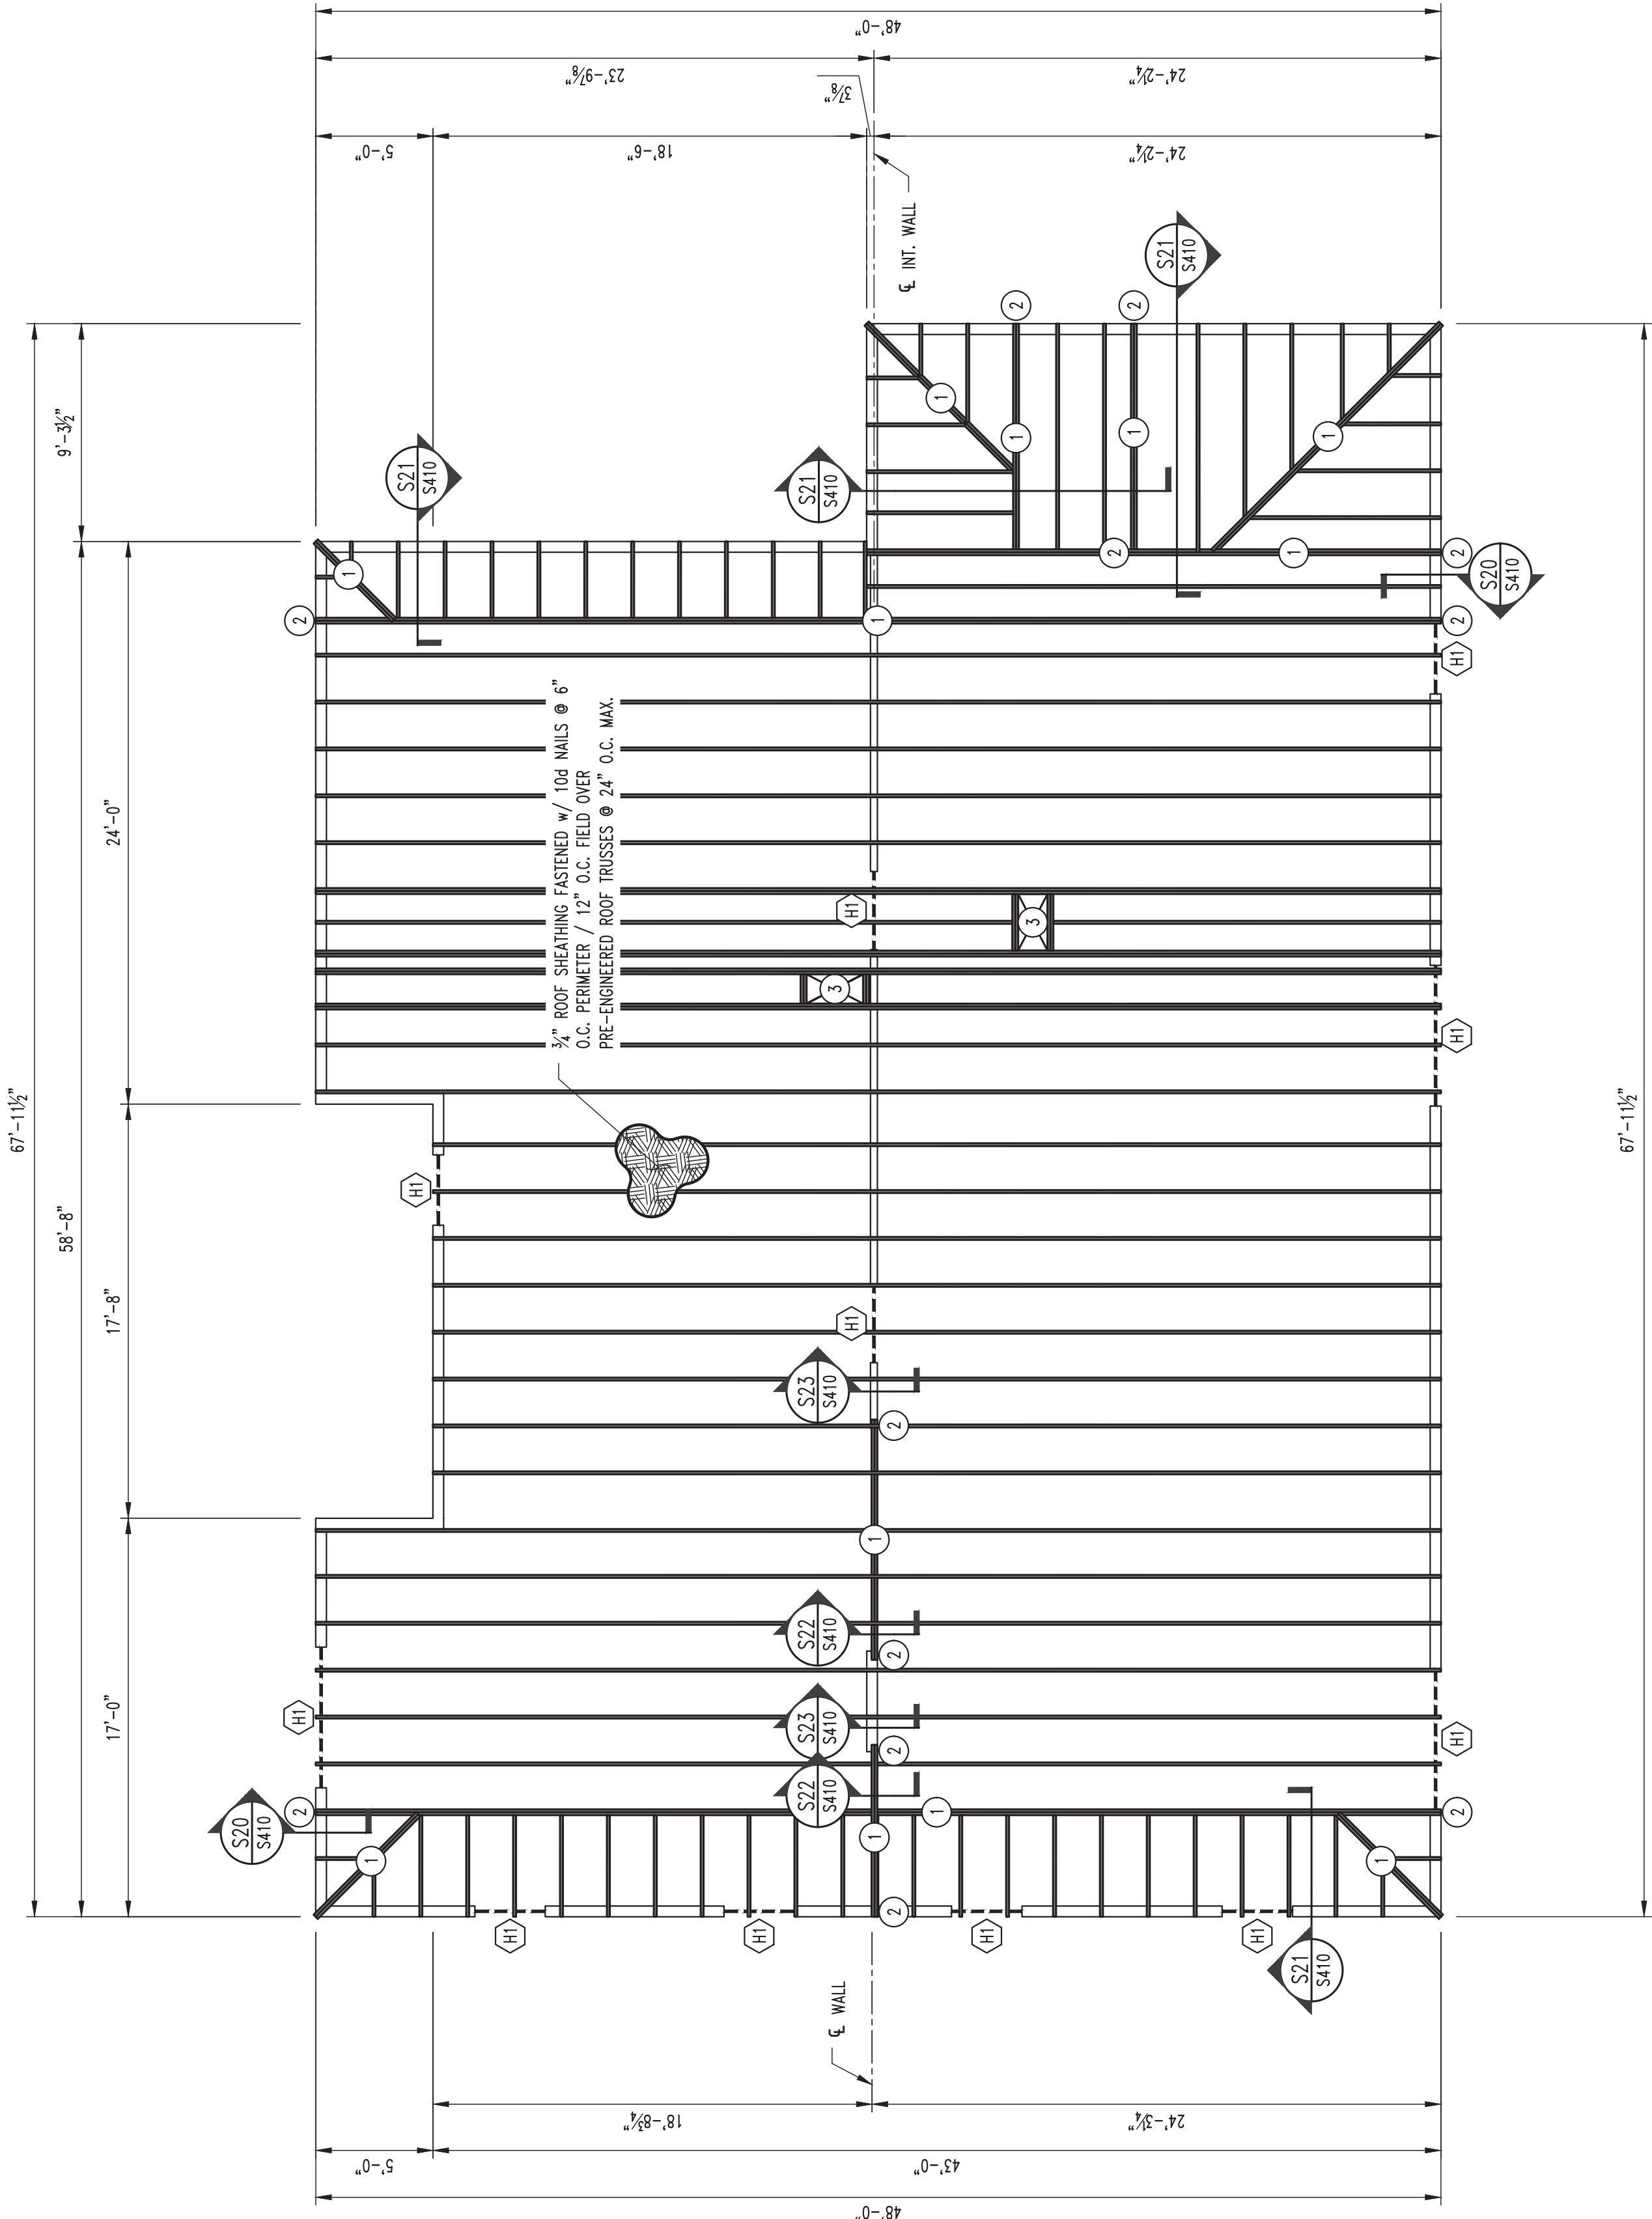 67'-11½"
58'-8"
9'-3½"
17'-0"
17'-8"
24'-0"
48'-0"
43'-0"
5'-0"
24'-3¼"
18'-8¾"
℄ WALL
S20
S410
2
H1
1
2
S21
S410
S21
S410
1
¾" ROOF SHEATHING FASTENED w/ 10d NAILS @ 6"
O.C. PERIMETER / 12" O.C. FIELD OVER
PRE-ENGINEERED ROOF TRUSSES @ 24" O.C. MAX.
H1
S22
S410
S23
S410
S22
S410
S23
S410
H1
H1
3
1
1
2
2
1
2
2
1
1
3
1
1
1
1
2
2
2
1
℄ INT. WALL
S21
S410
H1
H1
H1
H1
1
1
S21
S410
2
H1
H1
H1
2
2
S20
S410
48'-0"
23'-9⅞"
24'-2¼"
5'-0"
18'-6"
3⅞"
24'-2¼"
67'-11½"